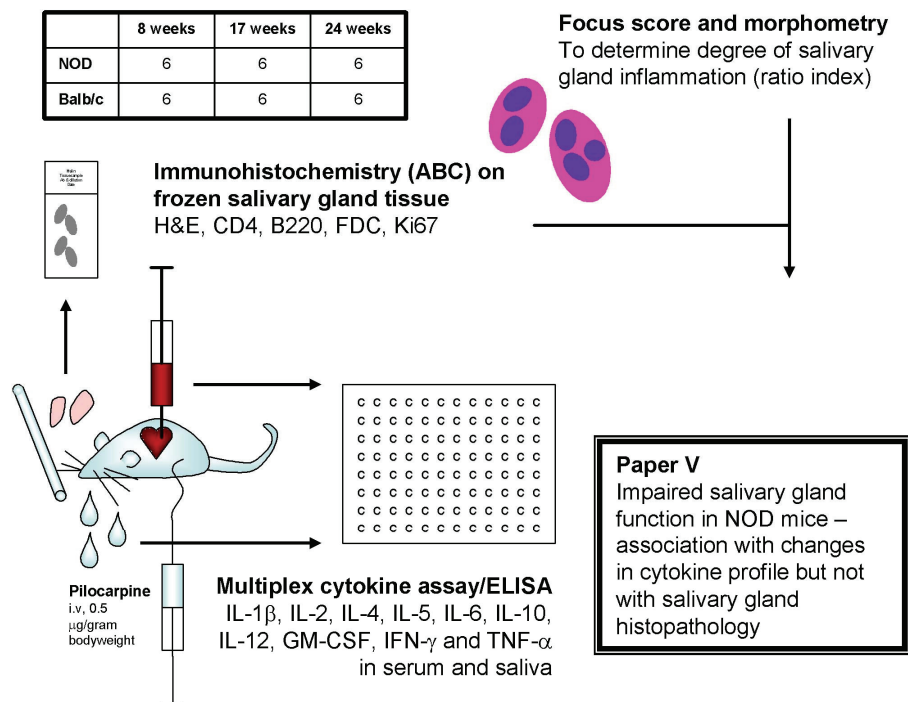 8 weeks 17 weeks 24 weeks
NOD 6 6 6
Balb/c 6 6 6
Focus score and morphometry
To determine degree of salivary
gland inflammation (ratio index)
Immunohistochemistry (ABC) on
frozen salivary gland tissue
H&E, CD4, B220, FDC, Ki67
c c c c c c c c c c c c
c c c c c c c c c c c c
c c c c c c c c c c c c
c c c c c c c c c c c c
c c c c c c c c c c c c
c c c c c c c c c c c c
c c c c c c c c c c c c
c c c c c c c c c c c c
Pilocarpine
i.v, 0.5
μg/gram
bodyweight
Multiplex cytokine assay/ELISA
IL-1β, IL-2, IL-4, IL-5, IL-6, IL-10,
IL-12, GM-CSF, IFN-γ and TNF-α
in serum and saliva
Paper V
Impaired salivary gland
function in NOD mice –
association with changes
in cytokine profile but not
with salivary gland
histopathology